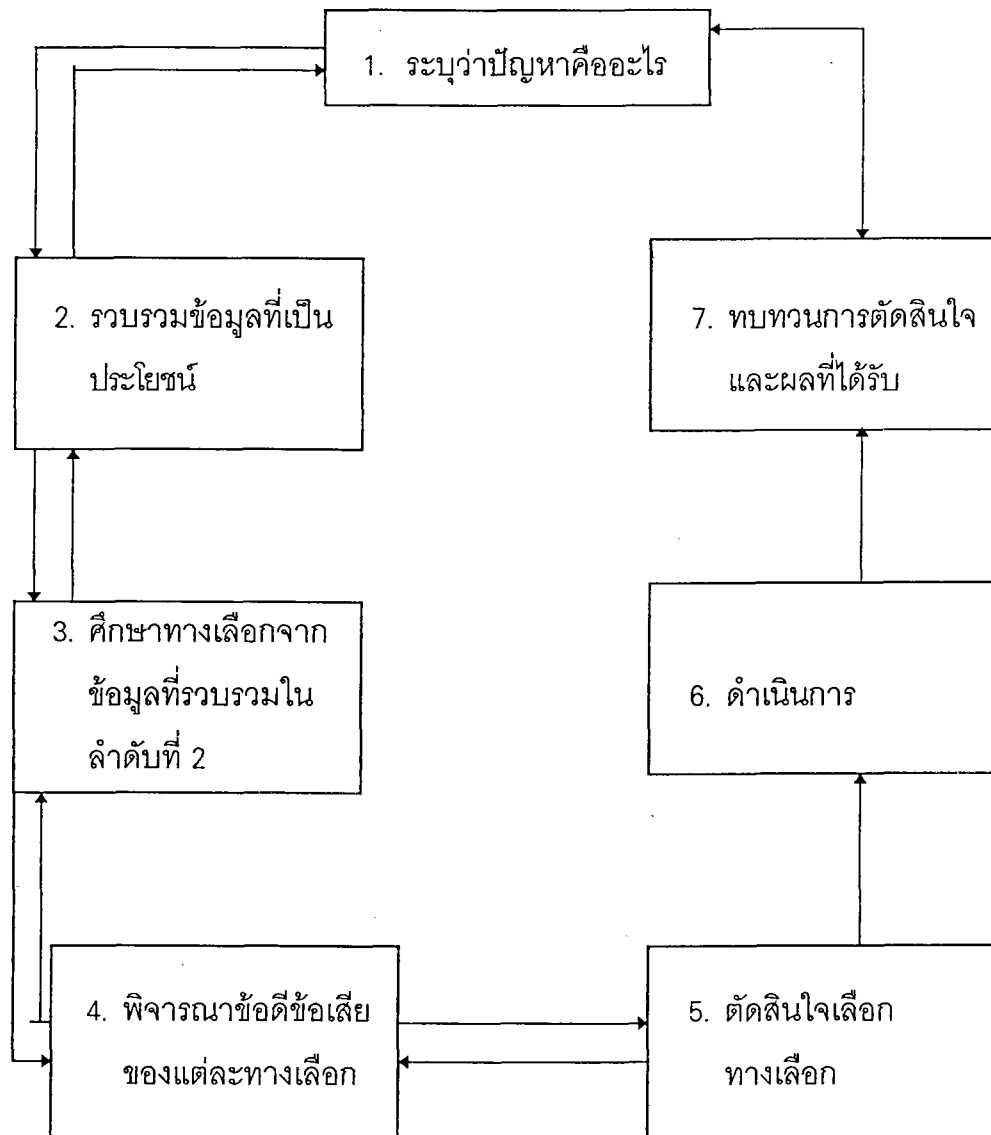 1. ระบุว่าปัญหาคืออะไร
2. รวบรวมข้อมูลที่เป็น
ประโยชน์
3. ศึกษาทางเลือกจาก
ข้อมูลที่รวบรวมใน
ลำดับที่ 2
4. พิจารณาข้อดีข้อเสีย
ของแต่ละทางเลือก
5. ตัดสินใจเลือก
ทางเลือก
6. ดำเนินการ
7. ทบทวนการตัดสินใจ
และผลที่ได้รับ